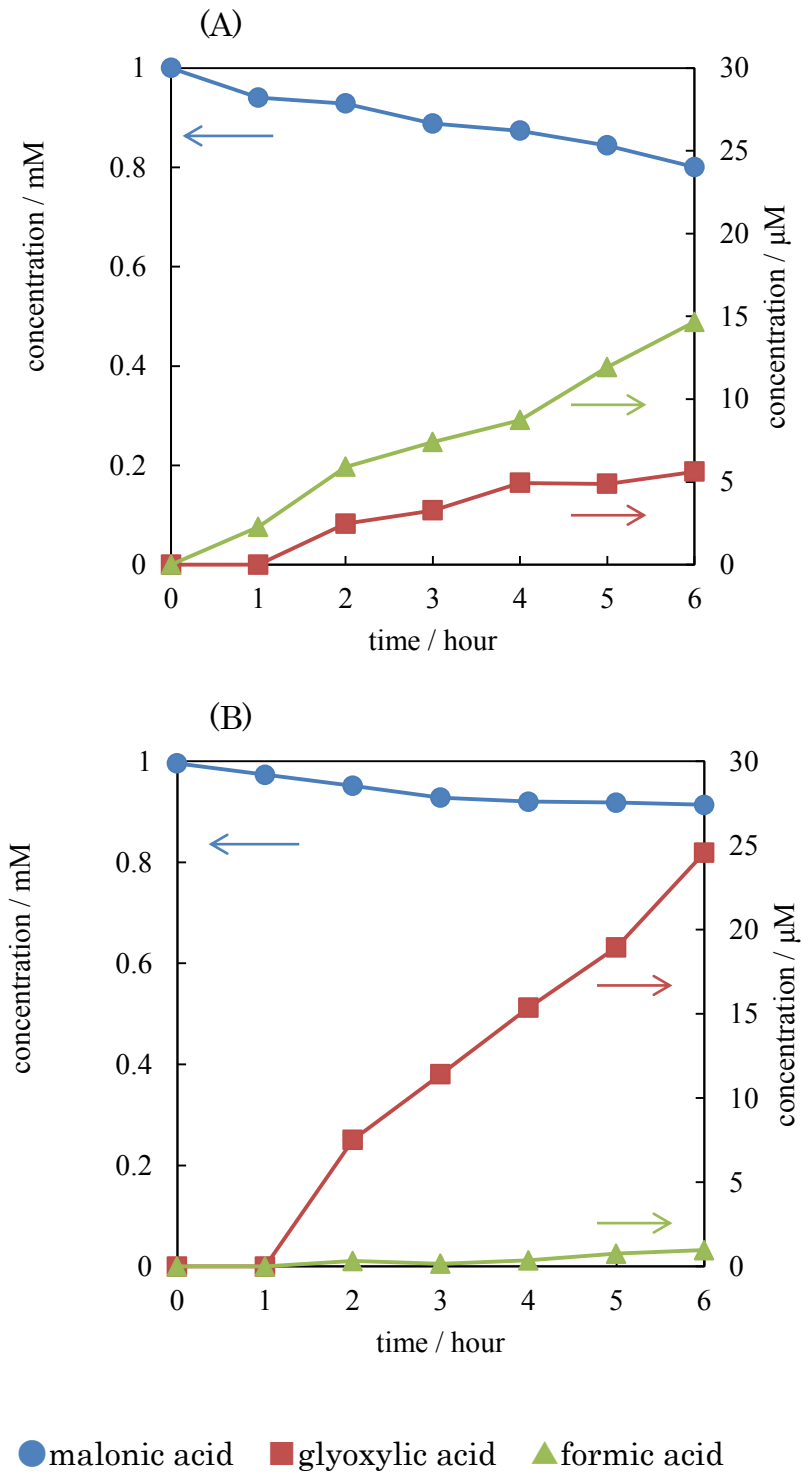 (A)
1
0.8
0.6
0.4
0.2
0
30
25
20
15
10
5
0
0 1 2 3 4 5 6
time / hour
concentration / mM
concentration / μM
(B)
1
0.8
0.6
0.4
0.2
0
30
25
20
15
10
5
0
0 1 2 3 4 5 6
time / hour
concentration / mM
concentration / μM
malonic acid glyoxylic acid formic acid